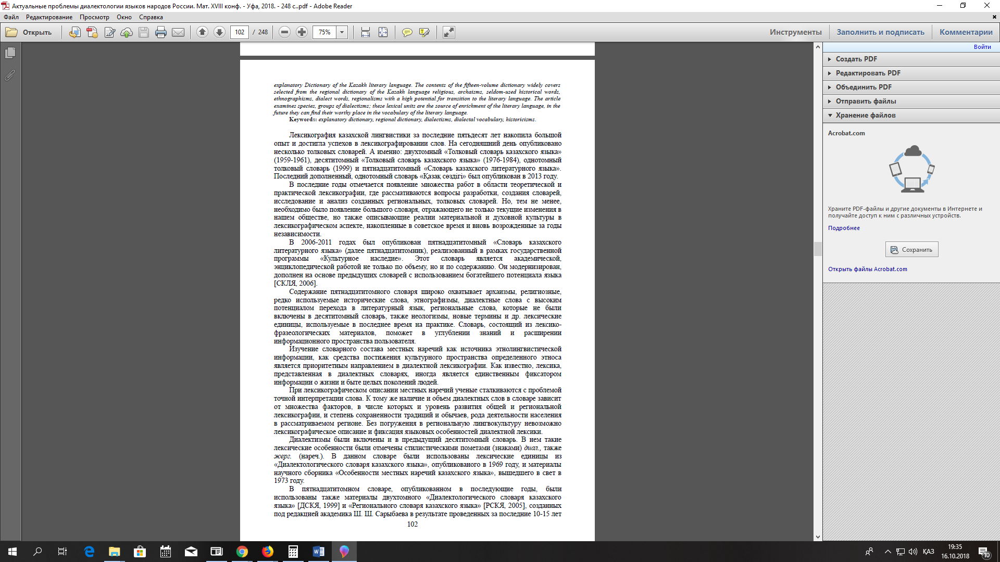 Актуальные проблемы диалектологии языков народов России. Мат. XVIII конф. - Уфа, 2018. - 248 с..pdf - Adobe Reader
Файл Редактирование Просмотр Окно Справка
Открыть 102 / 248 75% Инструменты Заполнить и подписать Комментарии
Войти
Создать PDF
Редактировать PDF
Объединить PDF
Отправить файлы
Хранение файлов
Acrobat.com
Храните PDF-файлы и другие документы в Интернете и
получайте доступ к ним с различных устройств.
Подробнее
Сохранить
Открыть файлы Acrobat.com
explanatory Dictionary of the Kazakh literary language. The contents of the fifteen-volume dictionary widely covers
selected from the regional dictionary of the Kazakh language religious, archaisms, seldom-used historical words,
ethnographisms, dialect words, regionalisms with a high potential for transition to the literary language. The article
examines species, groups of dialectisms; these lexical units are the source of enrichment of the literary language, in the
future they can find their worthy place in the vocabulary of the literary language.
Keywords: explanatory dictionary, regional dictionary, dialectisms, dialectal vocabulary, historicisms.
Лексикография казахской лингвистики за последние пятьдесят лет накопила большой
опыт и достигла успехов в лексикографировании слов. На сегодняшний день опубликовано
несколько толковых словарей. А именно: двухтомный «Толковый словарь казахского языка»
(1959-1961), десятитомный «Толковый словарь казахского языка» (1976-1984), однотомный
толковый словарь (1999) и пятнадцатитомный «Словарь казахского литературного языка».
Последний дополненный, однотомный словарь «Қазақ сөздігі» был опубликован в 2013 году.
В последние годы отмечается появление множества работ в области теоретической и
практической лексикографии, где рассмативаются вопросы разработки, создания словарей,
исследование и анализ созданных региональных, толковых словарей. Но, тем не менее,
необходимо было появление большого словаря, отражающего не только текущие изменения в
нашем обществе, но также описывающие реалии материальной и духовной культуры в
лексикографическом аспекте, накопленные в советское время и вновь возрожденные за годы
независимости.
В 2006-2011 годах был опубликован пятнадцатитомный «Словарь казахского
литературного языка» (далее пятнадцатитомник), реализованный в рамках государственной
программы «Культурное наследие». Этот словарь является академической,
энциклопедической работой не только по объему, но и по содержанию. Он модернизирован,
дополнен на основе предыдущих словарей с использованием богатейшего потенциала языка
[СКЛЯ, 2006].
Содержание пятнадцатитомного словаря широко охватывает архаизмы, религиозные,
редко используемые исторические слова, этнографизмы, диалектные слова с высоким
потенциалом перехода в литературный язык, региональные слова, которые не были
включены в десятитомный словарь, также неологизмы, новые термины и др. лексические
единицы, используемые в последнее время на практике. Словарь, состоящий из лексико-
фразеологических материалов, поможет в углублении знаний и расширении
информационного пространства пользователя.
Изучение словарного состава местных наречий как источника этнолингвистической
информации, как средства постижения культурного пространства определенного этноса
является приоритетным направлением в диалектной лексикографии. Как известно, лексика,
представленная в диалектных словарях, иногда является единственным фиксатором
информации о жизни и быте целых поколений людей.
При лексикографическом описании местных наречий ученые сталкиваются с проблемой
точной интерпретации слова. К тому же наличие и объем диалектных слов в словаре зависит
от множества факторов, в числе которых и уровень развития общей и региональной
лексикографии, и степень сохраненности традиций и обычаев, рода деятельности населения
в рассматриваемом регионе. Без погружения в региональную лингвокультуру невозможно
лексикографическое описание и фиксация языковых особенностей диалектной лексики.
Диалектизмы были включены и в предыдущий десятитомный словарь. В нем такие
лексические особенности были отмечены стилистическими пометами (знаками) диал., также
жерг. (нареч.). В данном словаре были использованы лексические единицы из
«Диалектологического словаря казахского языка», опубликованого в 1969 году, и материалы
научного сборника «Особенности местных наречий казахского языка», вышедшего в свет в
1973 году.
В пятнадцатитомном словаре, опубликованном в последующие годы, были
использованы также материалы двухтомного «Диалектологического словаря казахского
языка» [ДСКЯ, 1999] и «Регионального словаря казахского языка» [РСКЯ, 2005], созданных
под редакцией академика Ш. Ш. Сарыбаева в результате проведенных за последние 10-15 лет
102
ҚАЗ
19:35
16.10.2018
10